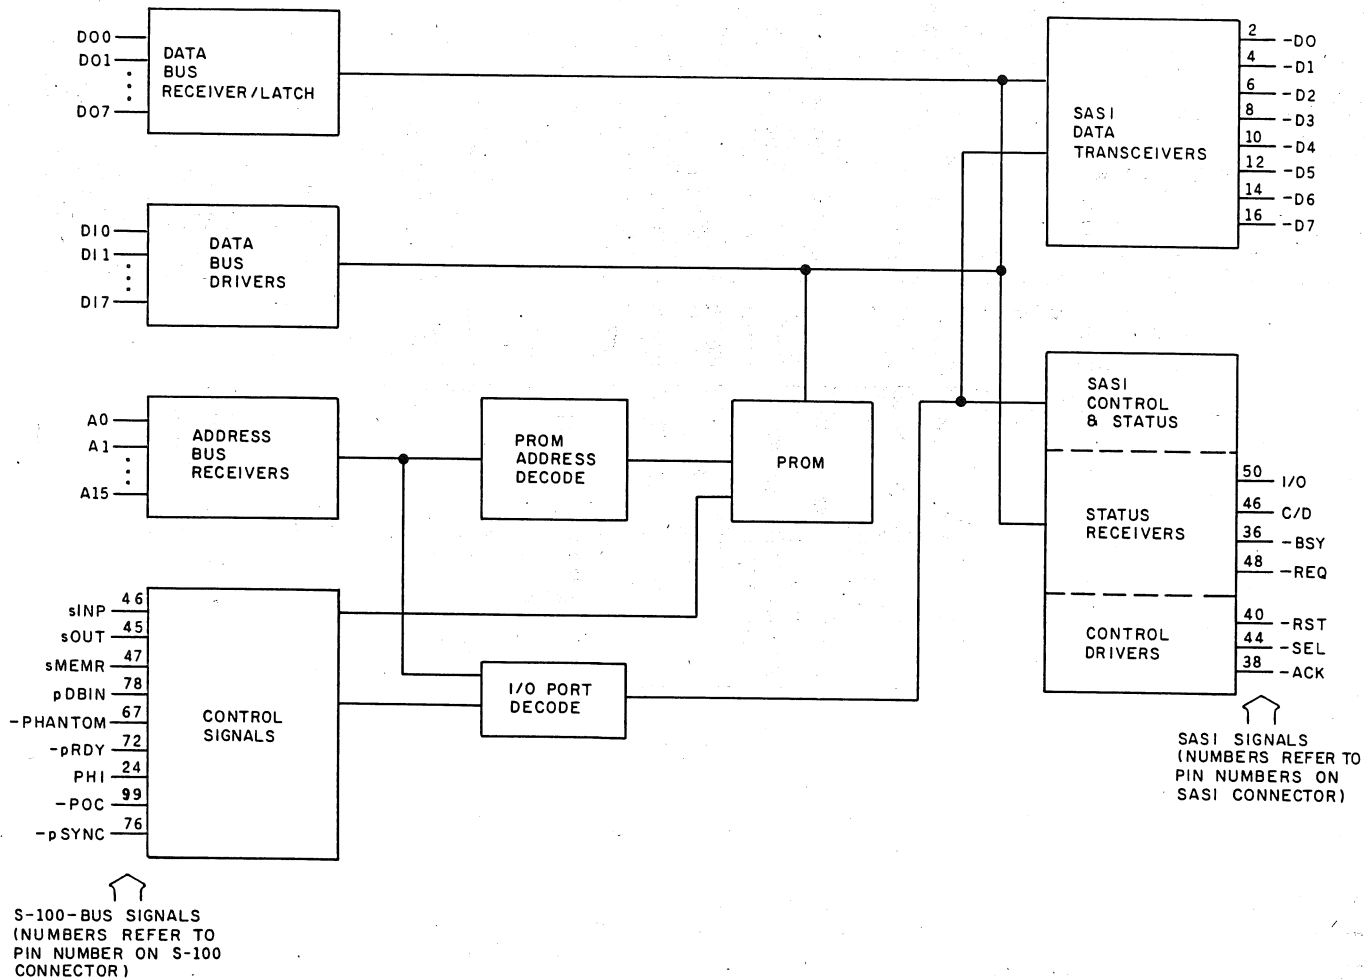 DO0
DO1
DO7
DATA
BUS
RECEIVER/LATCH
DI0
DI1
DI7
DATA
BUS
DRIVERS
A0
A1
A15
ADDRESS
BUS
RECEIVERS
PROM
ADDRESS
DECODE
PROM
sINP 46
sOUT 45
sMEMR 47
pDBIN 78
-PHANTOM 67
-pRDY 72
PHI 24
-POC 99
-pSYNC 76
CONTROL
SIGNALS
I/O PORT
DECODE
S-100-BUS SIGNALS
(NUMBERS REFER TO
PIN NUMBER ON S-100
CONNECTOR)
SASI
DATA
TRANSCEIVERS
2 -D0
4 -D1
6 -D2
8 -D3
10 -D4
12 -D5
14 -D6
16 -D7
SASI
CONTROL
& STATUS
STATUS
RECEIVERS
50 I/O
46 C/D
36 -BSY
48 -REQ
CONTROL
DRIVERS
40 -RST
44 -SEL
38 -ACK
SASI SIGNALS
(NUMBERS REFER TO
PIN NUMBERS ON
SASI CONNECTOR)